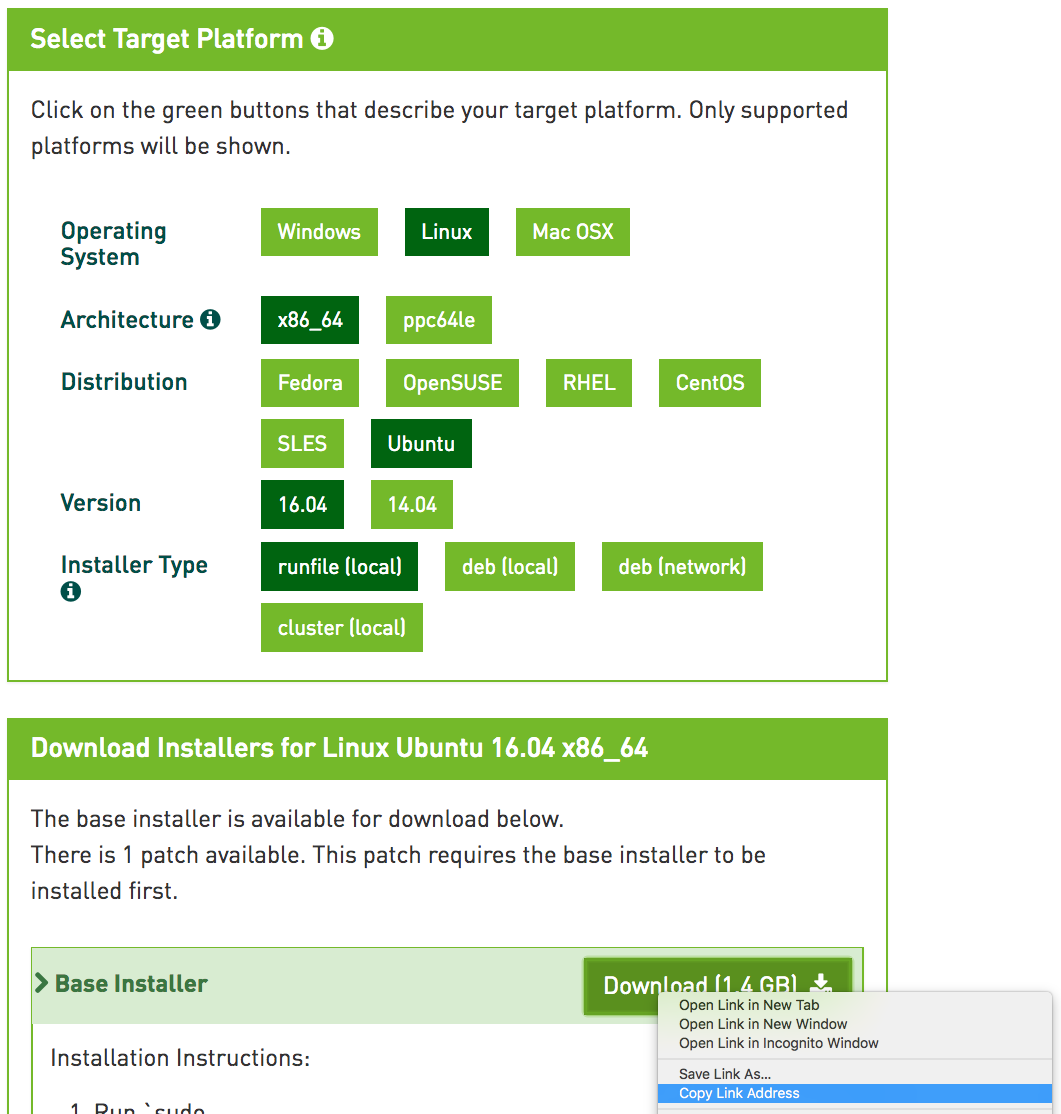 Select Target Platform
Click on the green buttons that describe your target platform. Only supported
platforms will be shown.
Operating
System
Windows
Linux
Mac OSX
Architecture
x86_64
ppc64le
Distribution
Fedora
OpenSUSE
RHEL
CentOS
SLES
Ubuntu
Version
16.04
14.04
Installer Type
runfile (local)
deb (local)
deb (network)
cluster (local)
Download Installers for Linux Ubuntu 16.04 x86_64
The base installer is available for download below.
There is 1 patch available. This patch requires the base installer to be
installed first.
Base Installer
Download (1.4 GB)
Open Link in New Tab
Open Link in New Window
Open Link in Incognito Window
Save Link As...
Copy Link Address
Installation Instructions:
1. Run `sudo